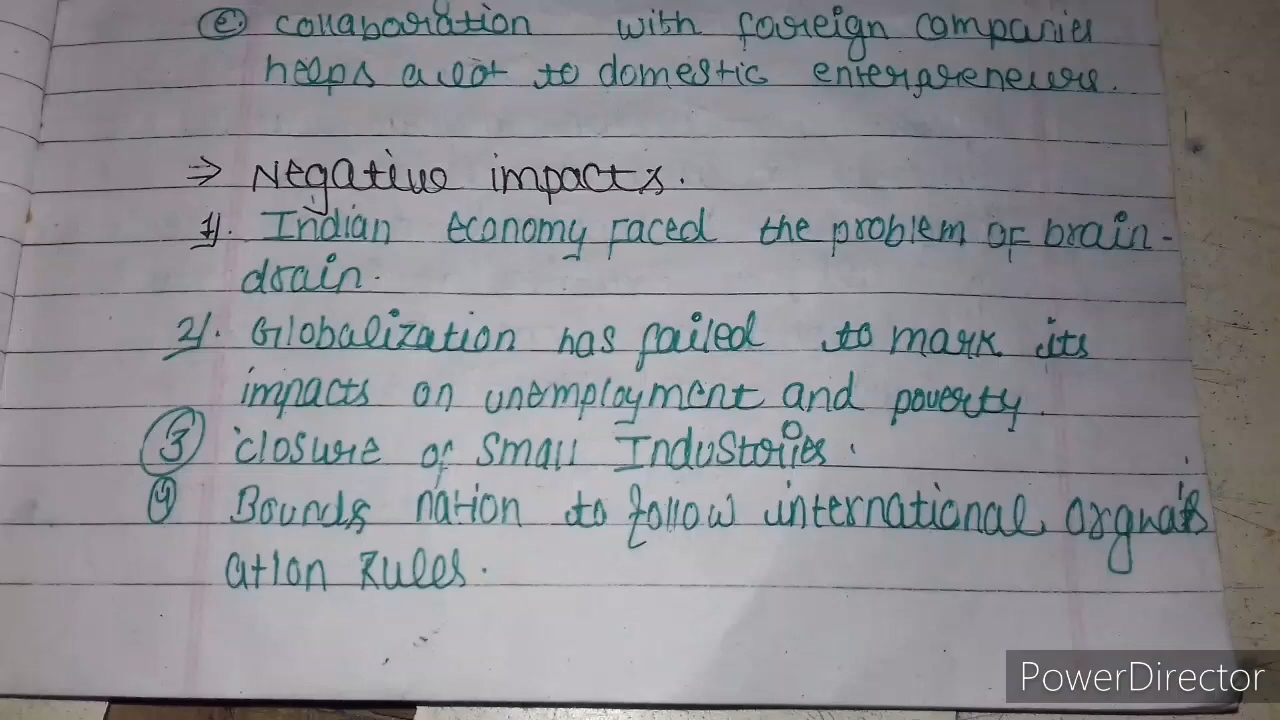 (e) collaboration with foreign companies
helps a lot to domestic enterpreneurs.
⇒ Negative impacts.
1). Indian economy faced the problem of brain-
drain.
2). Globalization has failed to mark its
impacts on unemployment and poverty.
(3) closure of small Industries.
(4) Bounds nation to follow international orgnais
ation Rules.
PowerDirector